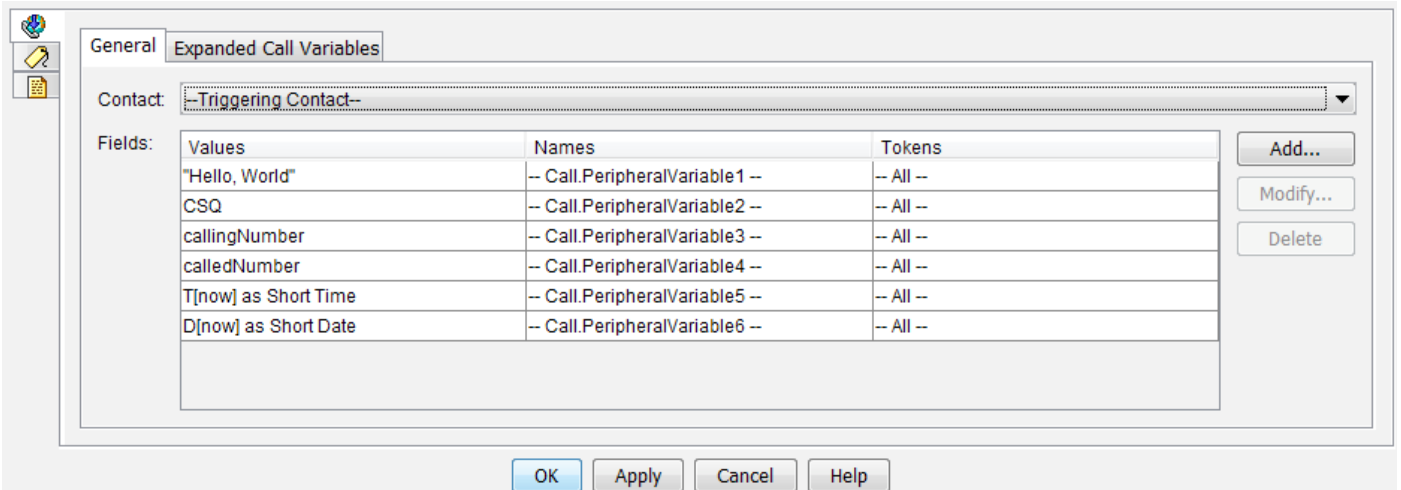 General Expanded Call Variables
Contact: --Triggering Contact--
Fields:
Values Names Tokens Add...
"Hello, World" -- Call.PeripheralVariable1 -- -- All --
CSQ -- Call.PeripheralVariable2 -- -- All -- Modify...
callingNumber -- Call.PeripheralVariable3 -- -- All -- Delete
calledNumber -- Call.PeripheralVariable4 -- -- All --
T[now] as Short Time -- Call.PeripheralVariable5 -- -- All --
D[now] as Short Date -- Call.PeripheralVariable6 -- -- All --
OK Apply Cancel Help